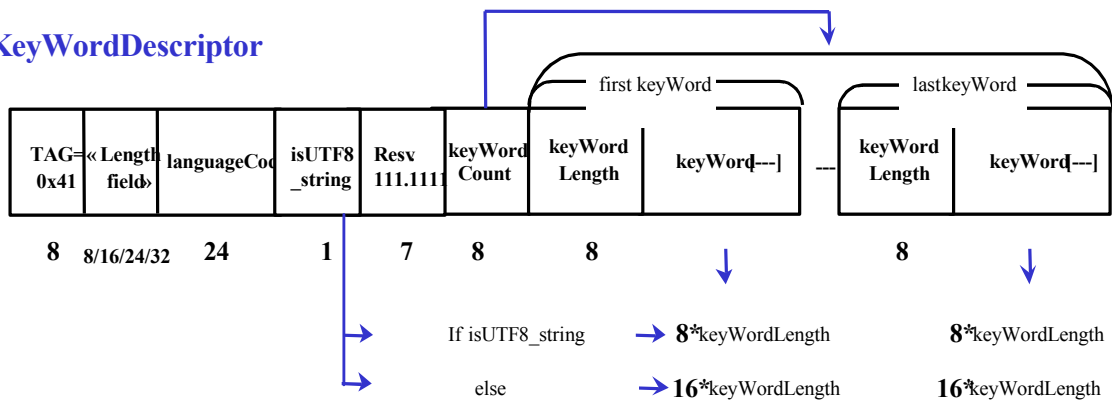 KeyWordDescriptor
first keyWord
lastkeyWord
TAG= 0x41
« Length field»
languageCod
isUTF8 _string
Resv. 111.1111
keyWord Count
keyWord Length
keyWord[---]
---
keyWord Length
keyWord[---]
8
8/16/24/32
24
1
7
8
8
8
If isUTF8_string
8*keyWordLength
8*keyWordLength
else
16*keyWordLength
16*keyWordLength